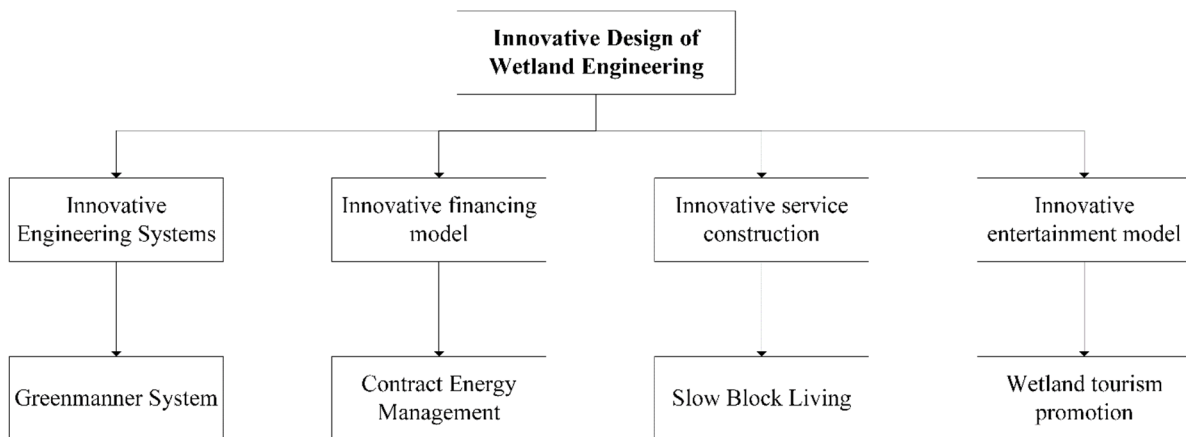 Innovative Design of
Wetland Engineering
Innovative
Engineering Systems
Innovative financing
model
Innovative service
construction
Innovative
entertainment model
Greenmanner System
Contract Energy
Management
Slow Block Living
Wetland tourism
promotion